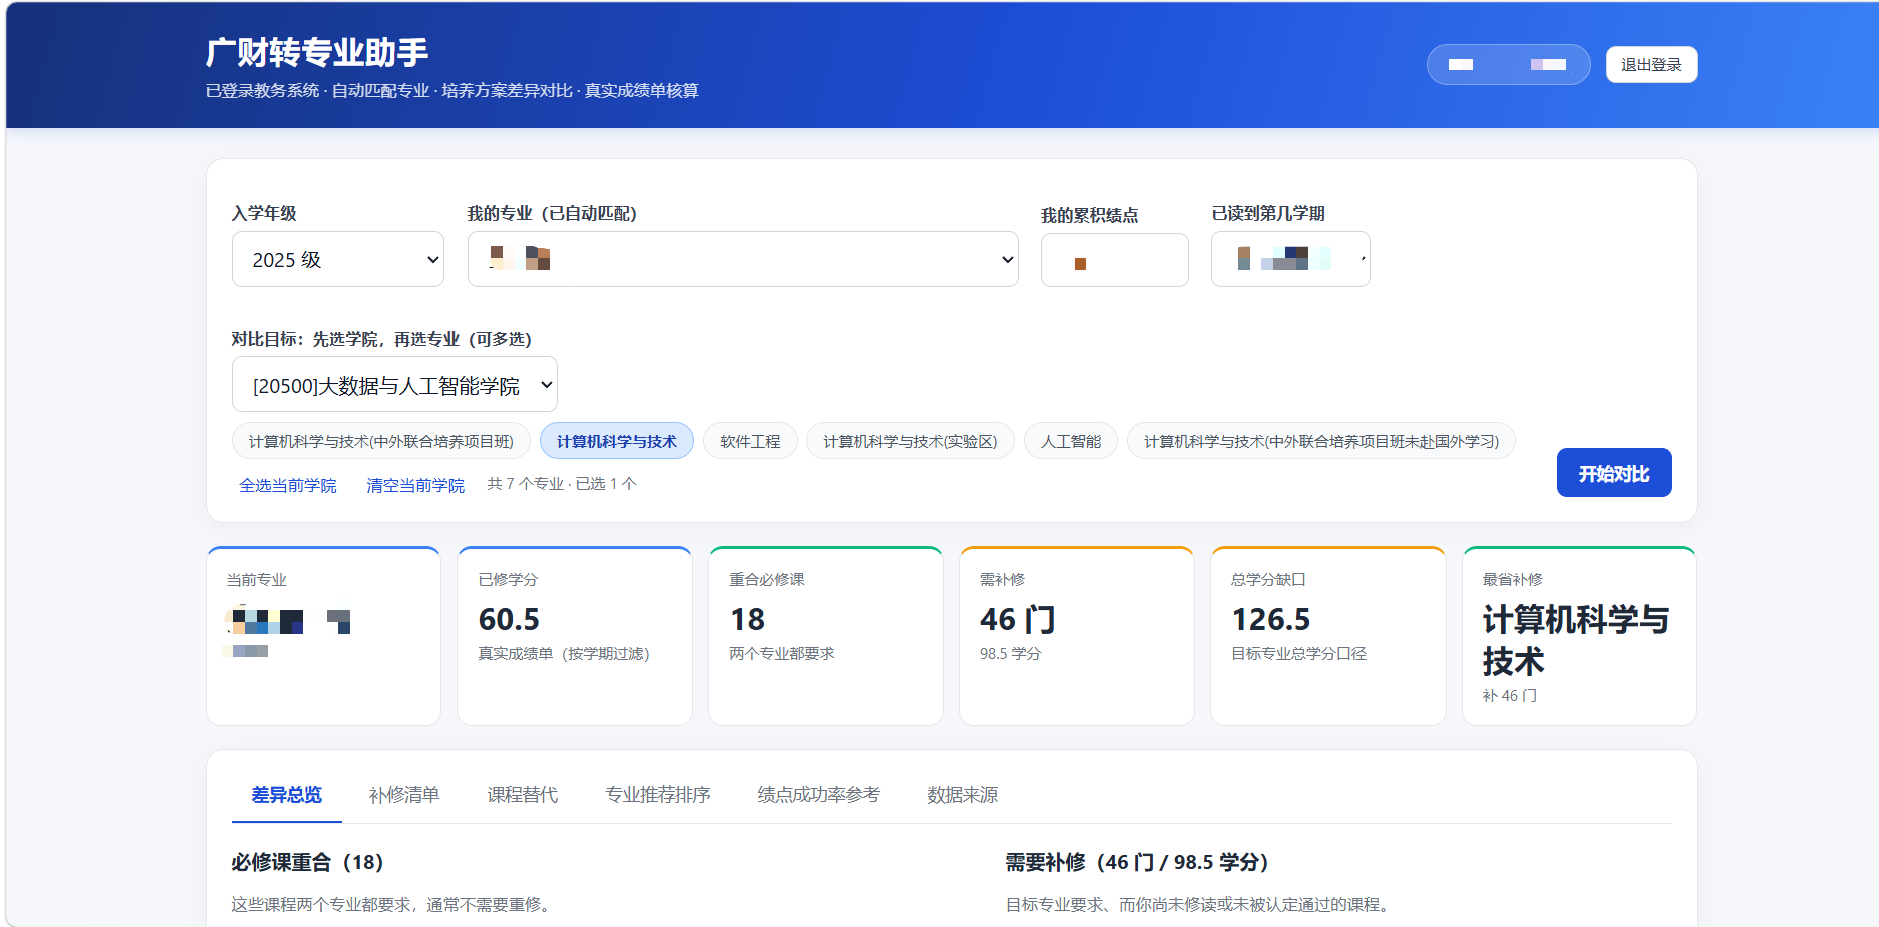 广财转专业助手
已登录教务系统 · 自动匹配专业 · 培养方案差异对比 · 真实成绩单核算
退出登录
入学年级
我的专业（已自动匹配）
我的累积绩点
已读到第几学期
2025 级
对比目标：先选学院，再选专业（可多选）
[20500]大数据与人工智能学院
计算机科学与技术(中外联合培养项目班)
计算机科学与技术
软件工程
计算机科学与技术(实验区)
人工智能
计算机科学与技术(中外联合培养项目班未赴国外学习)
全选当前学院
清空当前学院
共 7 个专业 · 已选 1 个
开始对比
当前专业
已修学分
60.5
真实成绩单（按学期过滤）
重合必修课
18
两个专业都要求
需补修
46 门
98.5 学分
总学分缺口
126.5
目标专业总学分口径
最省补修
计算机科学与
技术
补 46 门
差异总览
补修清单
课程替代
专业推荐排序
绩点成功率参考
数据来源
必修课重合（18）
这些课程两个专业都要求，通常不需要重修。
需要补修（46 门 / 98.5 学分）
目标专业要求、而你尚未修读或未被认定通过的课程。